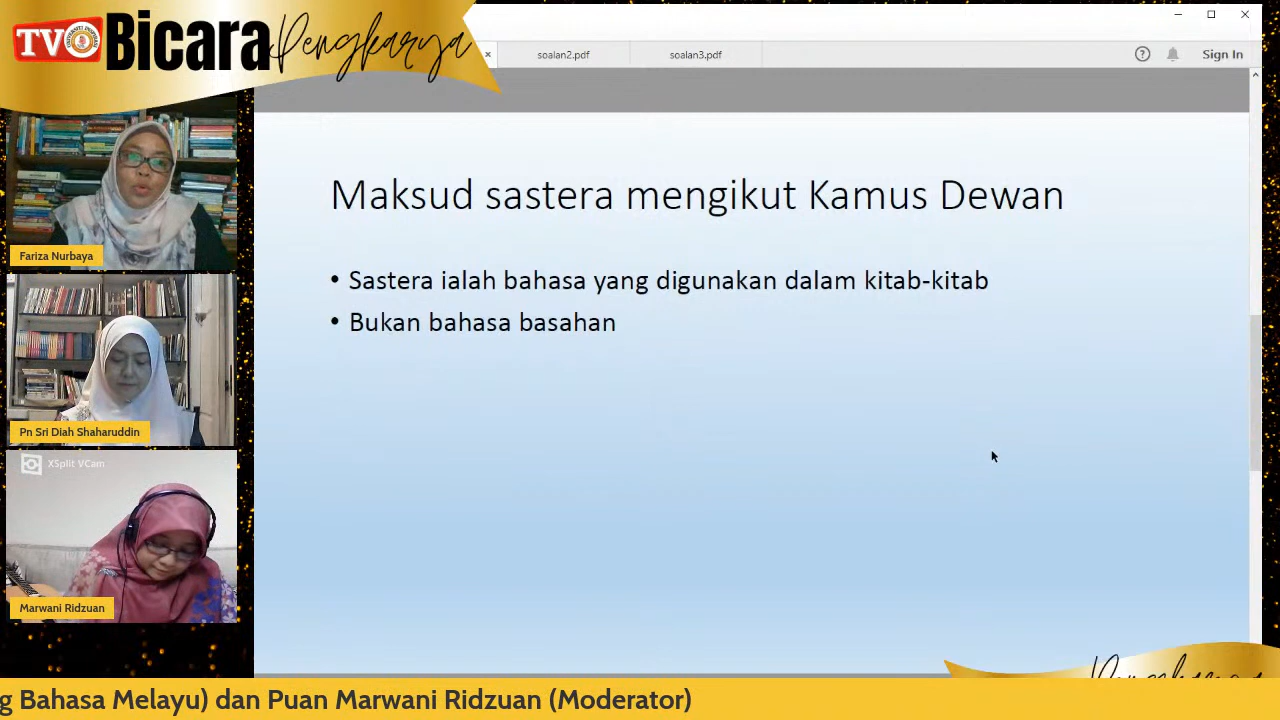 TVO Bicara Pengkarya
soalan2.pdf
soalan3.pdf
Sign In
Maksud sastera mengikut Kamus Dewan
• Sastera ialah bahasa yang digunakan dalam kitab-kitab
• Bukan bahasa basahan
Fariza Nurbaya
Pn Sri Diah Shaharuddin
XSplit VCam
Marwani Ridzuan
g Bahasa Melayu) dan Puan Marwani Ridzuan (Moderator)